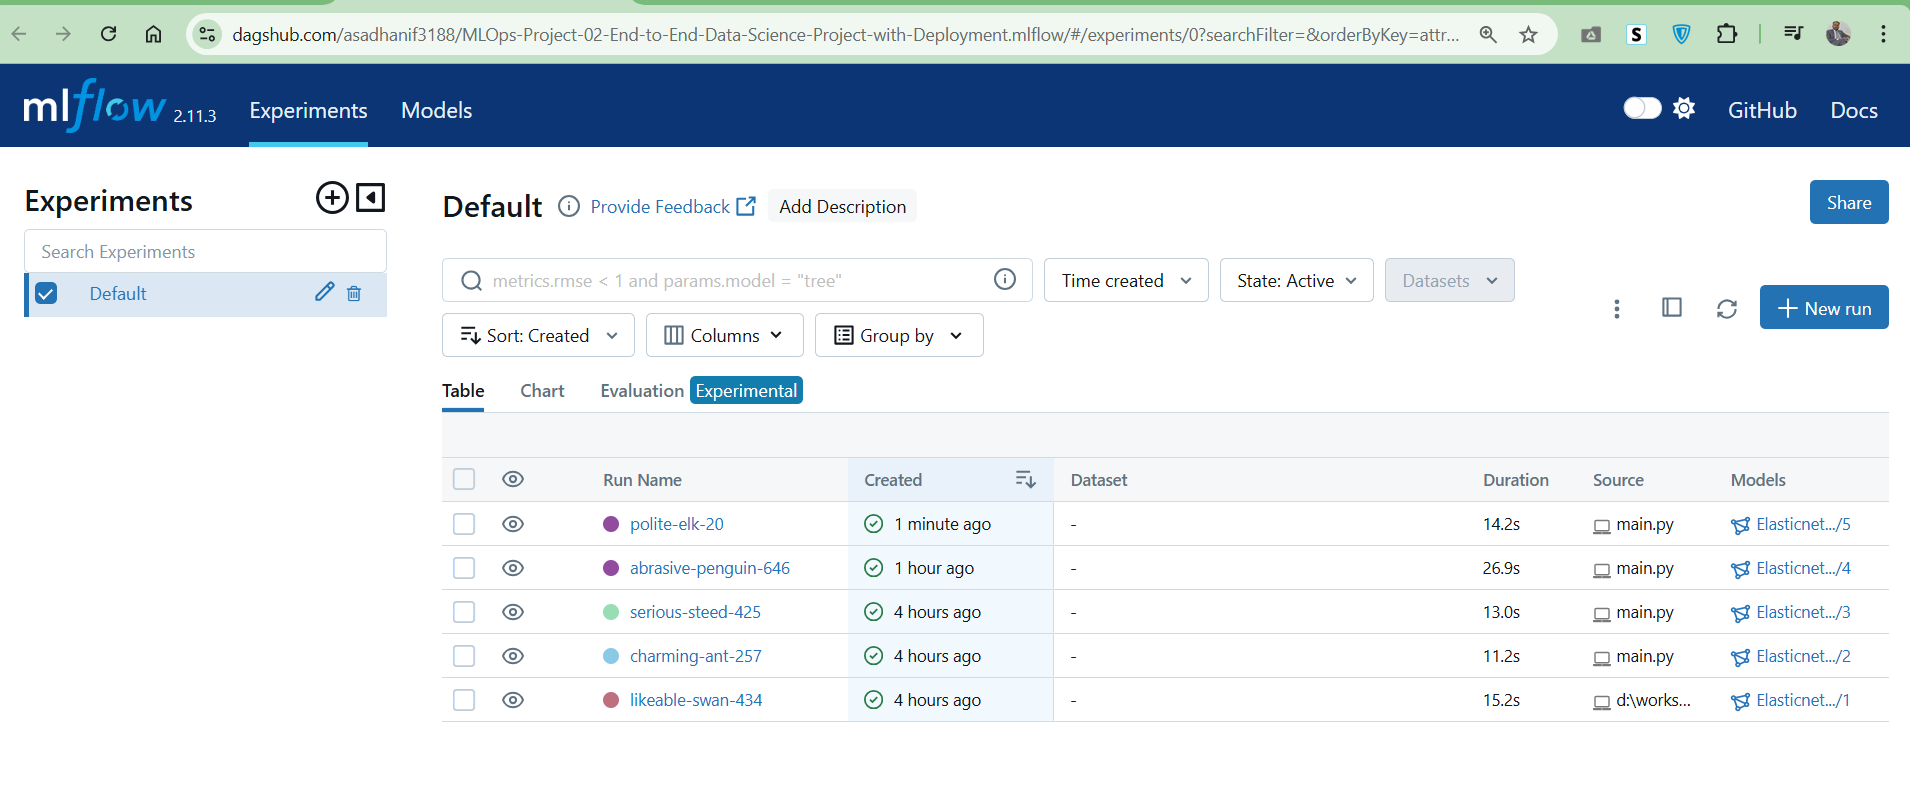 dagshub.com/asadhanif3188/MLOps-Project-02-End-to-End-Data-Science-Project-with-Deployment.mlflow/#/experiments/0?searchFilter=&orderByKey=attr...
S
mlflow 2.11.3 Experiments Models GitHub Docs
Experiments
Search Experiments
Default
Default Provide Feedback Add Description Share
metrics.rmse < 1 and params.model = "tree" Time created State: Active Datasets
New run
Sort: Created Columns Group by
Table Chart Evaluation Experimental
Run Name Created Dataset Duration Source Models
polite-elk-20 1 minute ago - 14.2s main.py Elasticnet.../5
abrasive-penguin-646 1 hour ago - 26.9s main.py Elasticnet.../4
serious-steed-425 4 hours ago - 13.0s main.py Elasticnet.../3
charming-ant-257 4 hours ago - 11.2s main.py Elasticnet.../2
likeable-swan-434 4 hours ago - 15.2s d:\works... Elasticnet.../1